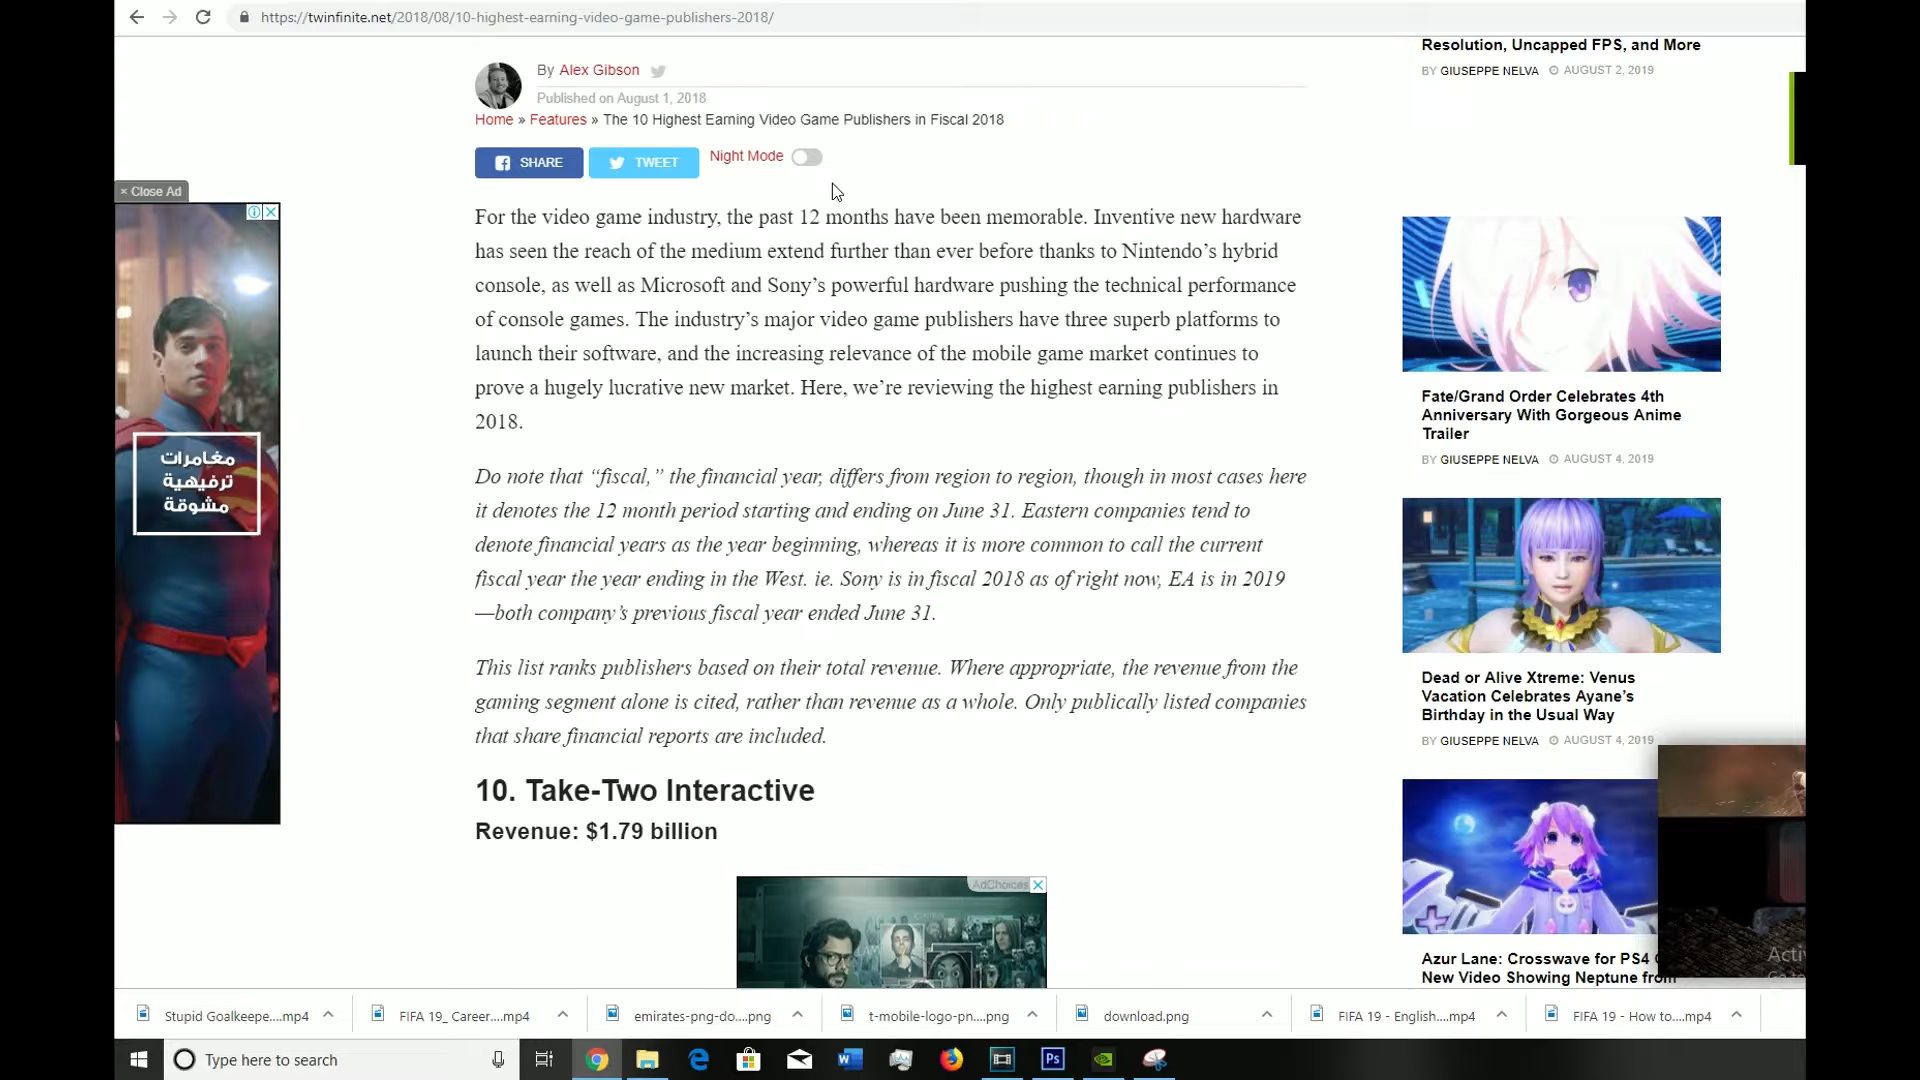 https://twinfinite.net/2018/08/10-highest-earning-video-game-publishers-2018/
By Alex Gibson
Published on August 1, 2018
Home » Features » The 10 Highest Earning Video Game Publishers in Fiscal 2018
SHARE
TWEET
Night Mode
For the video game industry, the past 12 months have been memorable. Inventive new hardware
has seen the reach of the medium extend further than ever before thanks to Nintendo’s hybrid
console, as well as Microsoft and Sony’s powerful hardware pushing the technical performance
of console games. The industry’s major video game publishers have three superb platforms to
launch their software, and the increasing relevance of the mobile game market continues to
prove a hugely lucrative new market. Here, we’re reviewing the highest earning publishers in
2018.
Do note that “fiscal,” the financial year, differs from region to region, though in most cases here
it denotes the 12 month period starting and ending on June 31. Eastern companies tend to
denote financial years as the year beginning, whereas it is more common to call the current
fiscal year the year ending in the West. ie. Sony is in fiscal 2018 as of right now, EA is in 2019
—both company’s previous fiscal year ended June 31.
This list ranks publishers based on their total revenue. Where appropriate, the revenue from the
gaming segment alone is cited, rather than revenue as a whole. Only publically listed companies
that share financial reports are included.
10. Take-Two Interactive
Revenue: $1.79 billion
AdChoices
× Close Ad
مغامرات
ترفيهية
مشوقة
Resolution, Uncapped FPS, and More
BY GIUSEPPE NELVA AUGUST 2, 2019
Fate/Grand Order Celebrates 4th
Anniversary With Gorgeous Anime
Trailer
BY GIUSEPPE NELVA AUGUST 4, 2019
Dead or Alive Xtreme: Venus
Vacation Celebrates Ayane’s
Birthday in the Usual Way
BY GIUSEPPE NELVA AUGUST 4, 2019
Azur Lane: Crosswave for PS4
New Video Showing Neptune from
Stupid Goalkeepe....mp4
FIFA 19_ Career....mp4
emirates-png-do....png
t-mobile-logo-pn....png
download.png
FIFA 19 - English....mp4
FIFA 19 - How to....mp4
Type here to search
Ps